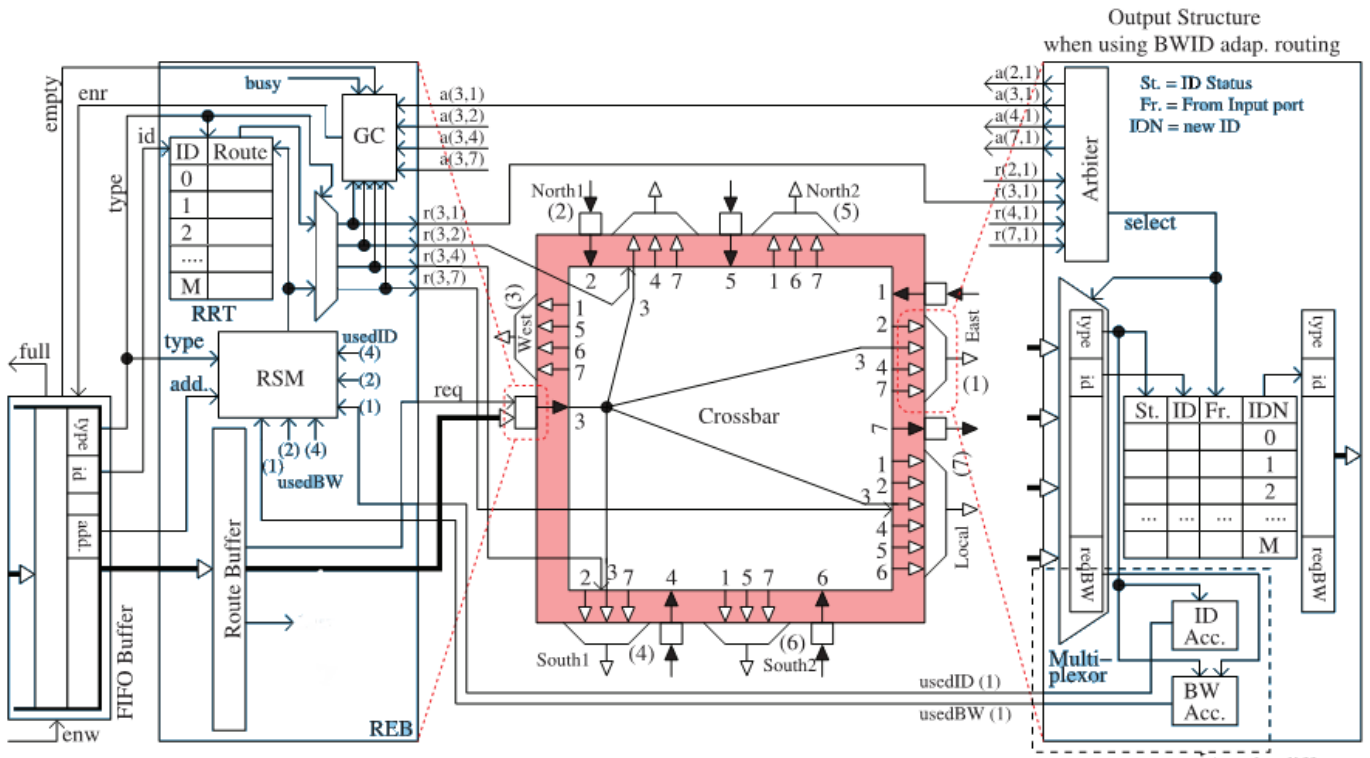 Output Structure
when using BWID adap. routing
St. = ID Status
Fr. = From Input port
IDN = new ID
empty
enr
id
type
busy
GC
a(3,1)
a(3,2)
a(3,4)
a(3,7)
ID Route
0
1
2
....
M
RRT
r(3,1)
r(3,2)
r(3,4)
r(3,7)
type
add.
RSM
usedID
(4)
(2)
(1)
(1) (2) (4)
usedBW
req
full
type
id
add.
FIFO Buffer
enw
Route Buffer
REB
North1
(2)
North2
(5)
2 4 7 5 1 6 7
3
(3)
West
1
5
6
7
3
Crossbar
1
2
3
4
7
East
(1)
7
(7)
1
2
3
4
5
6
Local
2 3 7 4 1 5 7 6
South1
(4)
(6)
South2
usedID (1)
usedBW (1)
a(2,1)
a(3,1)
a(4,1)
a(7,1)
r(2,1)
r(3,1)
r(4,1)
r(7,1)
Arbiter
select
type
id
reqBW
Multi-
plexor
St. ID Fr. IDN
0
1
2
... ... ... ....
M
type
id
reqBW
ID
Acc.
BW
Acc.